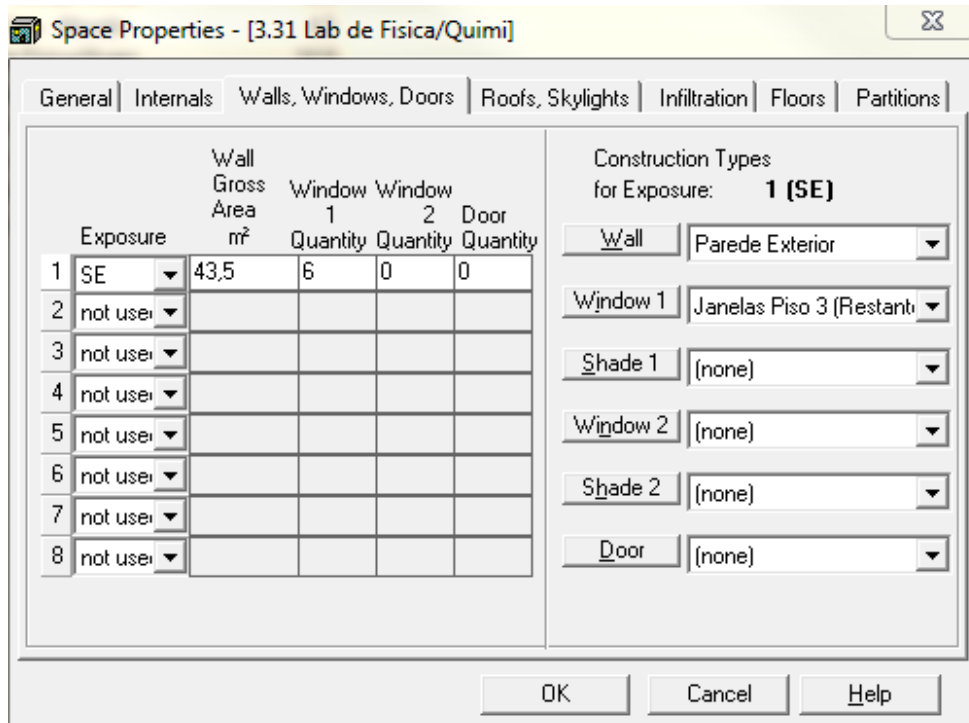 Space Properties - [3.31 Lab de Fisica/Quimi]
General Internals Walls, Windows, Doors Roofs, Skylights Infiltration Floors Partitions
Exposure
Wall Gross Area m²
Window 1 Quantity
Window 2 Quantity
Door Quantity
1 SE 43,5 6 0 0
2 not use
3 not use
4 not use
5 not use
6 not use
7 not use
8 not use
Construction Types
for Exposure: 1 (SE)
Wall Parede Exterior
Window 1 Janelas Piso 3 (Restant
Shade 1 (none)
Window 2 (none)
Shade 2 (none)
Door (none)
OK Cancel Help